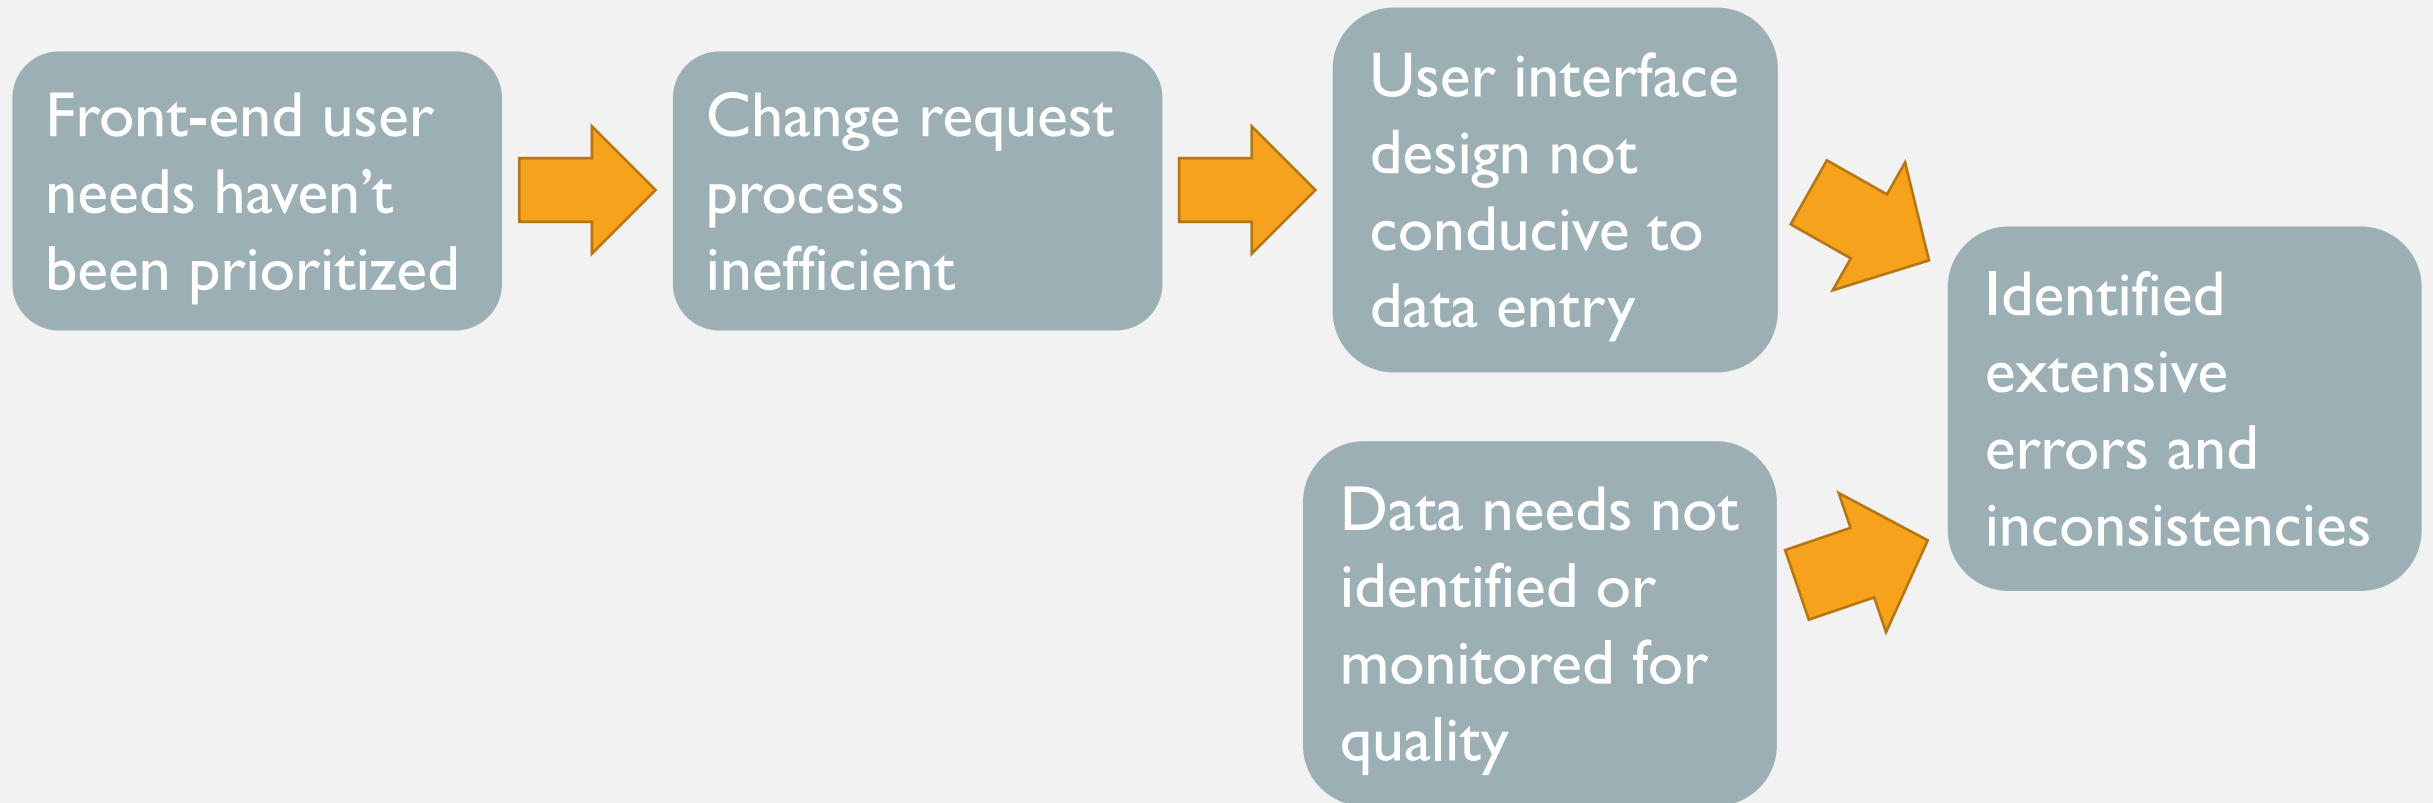 Front-end user
needs haven’t
been prioritized
Change request
process
inefficient
User interface
design not
conducive to
data entry
Data needs not
identified or
monitored for
quality
Identified
extensive
errors and
inconsistencies